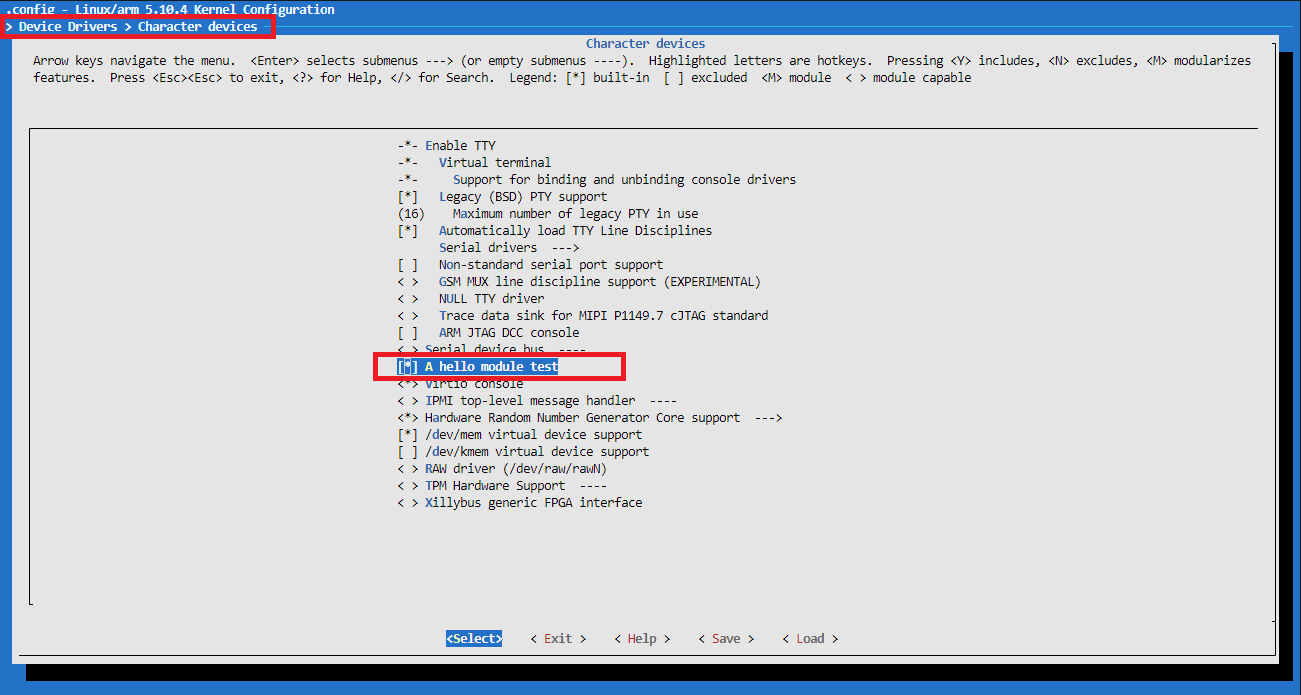 .config - Linux/arm 5.10.4 Kernel Configuration
> Device Drivers > Character devices
Character devices
Arrow keys navigate the menu.  <Enter> selects submenus ---> (or empty submenus ----).  Highlighted letters are hotkeys.  Pressing <Y> includes, <N> excludes, <M> modularizes
features.  Press <Esc><Esc> to exit, <?> for Help, </> for Search.  Legend: [*] built-in  [ ] excluded  <M> module  < > module capable
-*- Enable TTY
-*-   Virtual terminal
-*-     Support for binding and unbinding console drivers
[*]   Legacy (BSD) PTY support
(16)    Maximum number of legacy PTY in use
[*]   Automatically load TTY Line Disciplines
Serial drivers  --->
[ ]   Non-standard serial port support
< >   GSM MUX line discipline support (EXPERIMENTAL)
< >   NULL TTY driver
< >   Trace data sink for MIPI P1149.7 cJTAG standard
[ ]   ARM JTAG DCC console
< > Serial device bus  ----
[*] A hello module test
<*> Virtio console
< > IPMI top-level message handler  ----
<*> Hardware Random Number Generator Core support  --->
[*] /dev/mem virtual device support
[ ] /dev/kmem virtual device support
< > RAW driver (/dev/raw/rawN)
< > TPM Hardware Support  ----
< > Xillybus generic FPGA interface
<Select>    < Exit >    < Help >    < Save >    < Load >